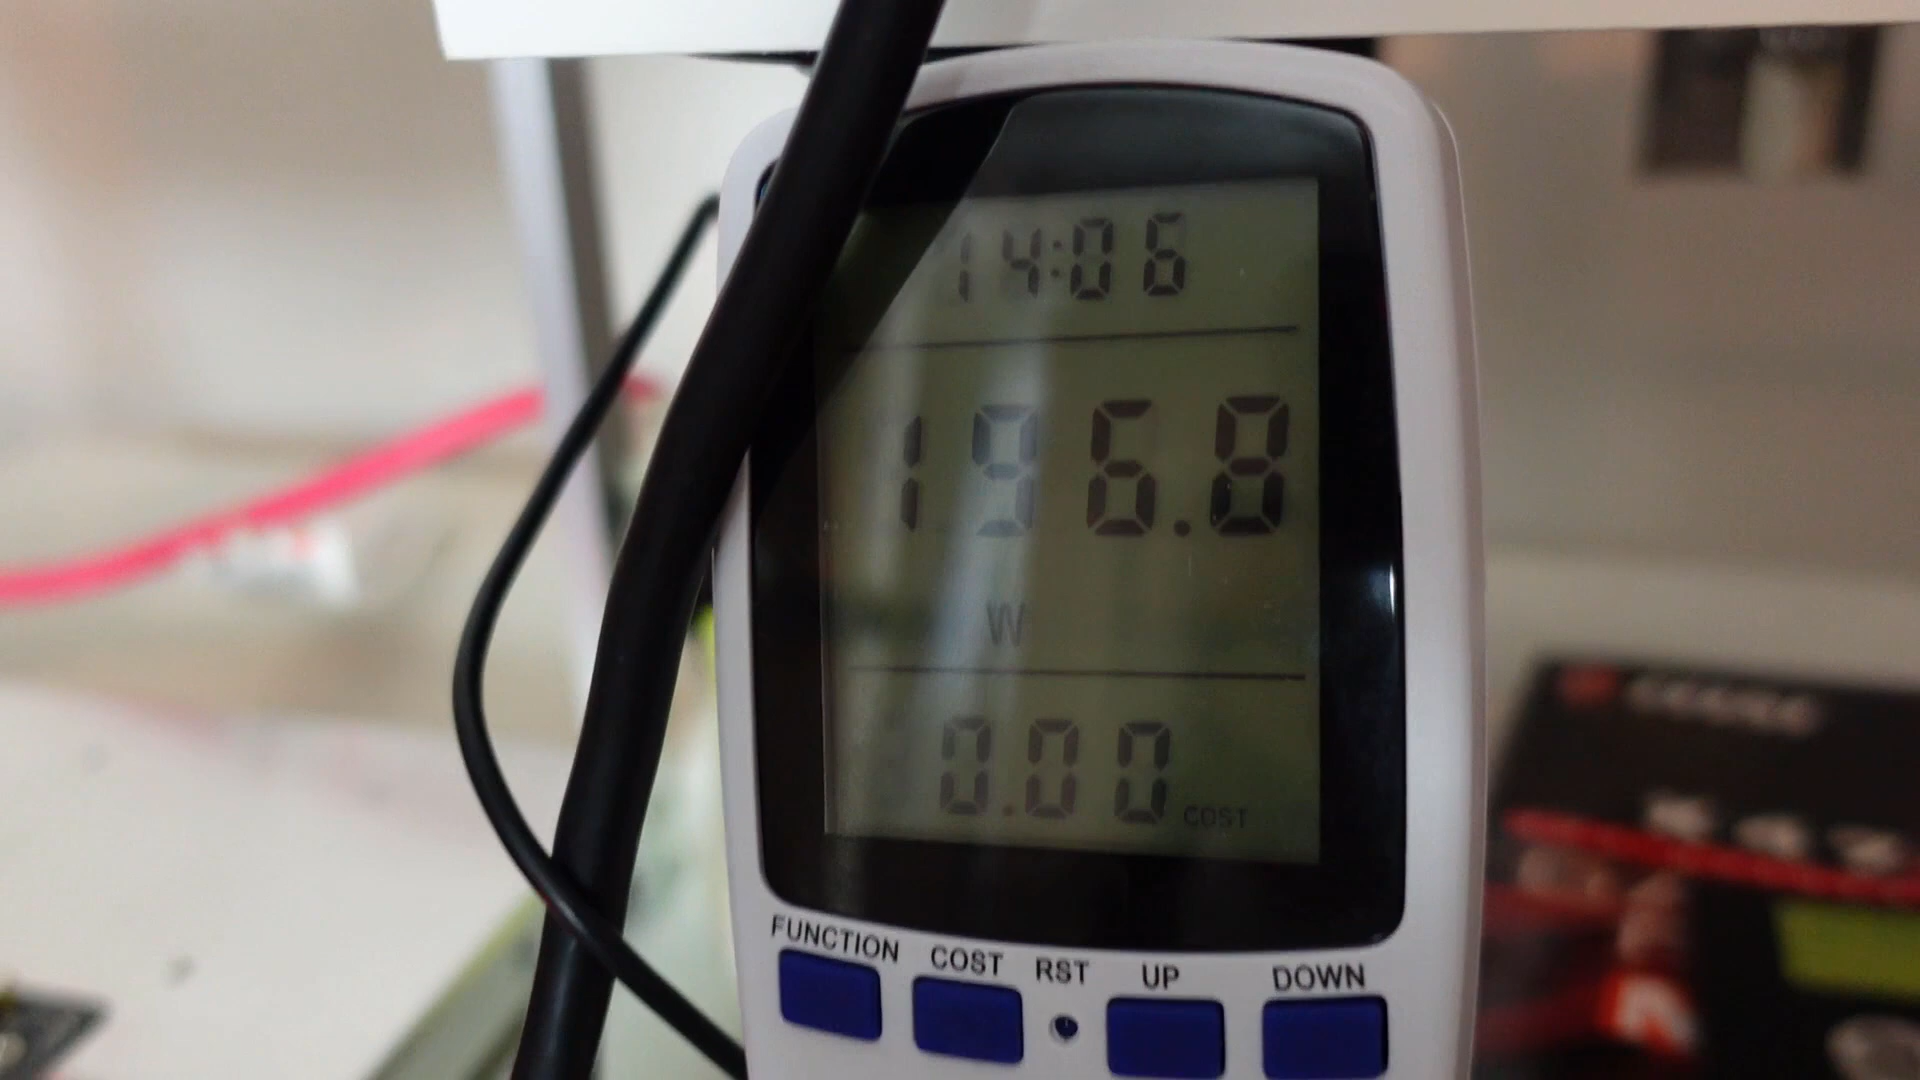 14:06
196.8
W
0.00 COST
FUNCTION COST RST UP DOWN